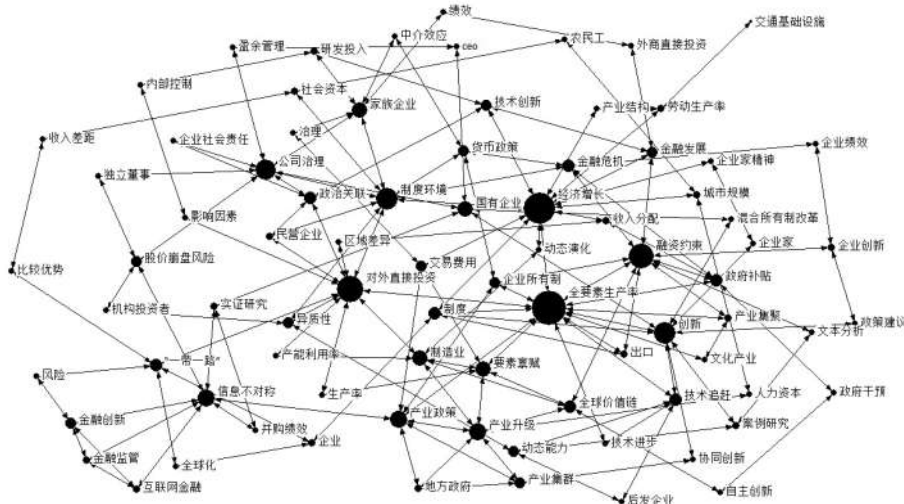 绩效
交通基础设施
中介效应
农民工
盈余管理
研发投入
ceo
外商直接投资
内部控制
社会资本
家族企业
技术创新
产业结构
劳动生产率
收入差距
企业社会责任
治理
货币政策
金融危机
金融发展
企业绩效
公司治理
企业家精神
独立董事
政治关联
制度环境
国有企业
经济增长
城市规模
影响因素
收入分配
混合所有制改革
民营企业
区域差异
动态演化
融资约束
企业家
企业创新
股价崩盘风险
交易费用
比较优势
对外直接投资
企业所有制
政府补贴
机构投资者
实证研究
制度
全要素生产率
异质性
创新
产业集聚
文本分析
政策建议
"一带一路"
产能利用率
制造业
要素禀赋
出口
文化产业
风险
信息不对称
生产率
全球价值链
技术追赶
人力资本
政府干预
金融创新
并购绩效
企业
产业政策
产业升级
动态能力
技术进步
案例研究
金融监管
全球化
协同创新
互联网金融
地方政府
产业集群
后发企业
自主创新